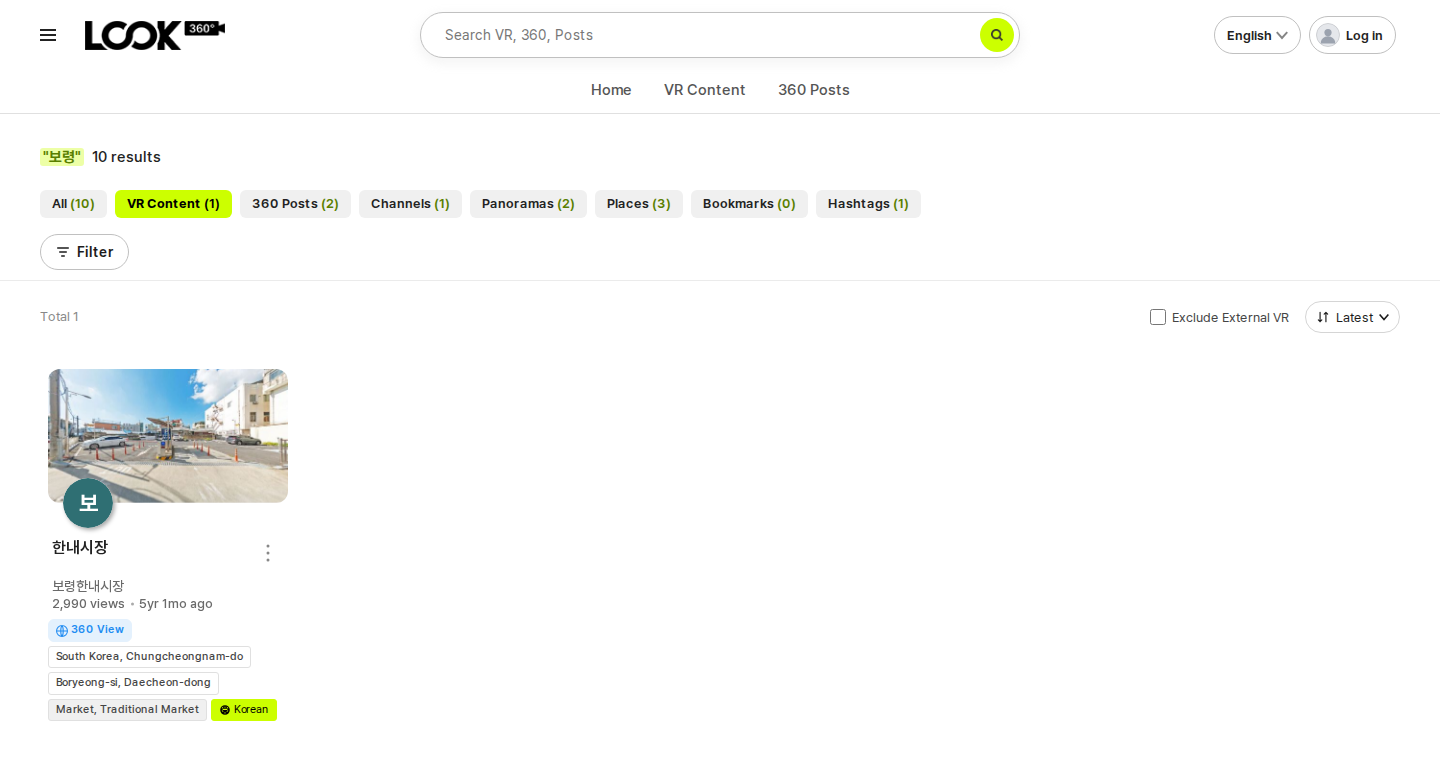 LOOK 360°
Search VR, 360, Posts
English
Log in
Home VR Content 360 Posts
"보령" 10 results
All (10) VR Content (1) 360 Posts (2) Channels (1) Panoramas (2) Places (3) Bookmarks (0) Hashtags (1)
Filter
Total 1
Exclude External VR
Latest
보
한내시장
보령한내시장
2,990 views • 5yr 1mo ago
360 View
South Korea, Chungcheongnam-do
Boryeong-si, Daecheon-dong
Market, Traditional Market
Korean